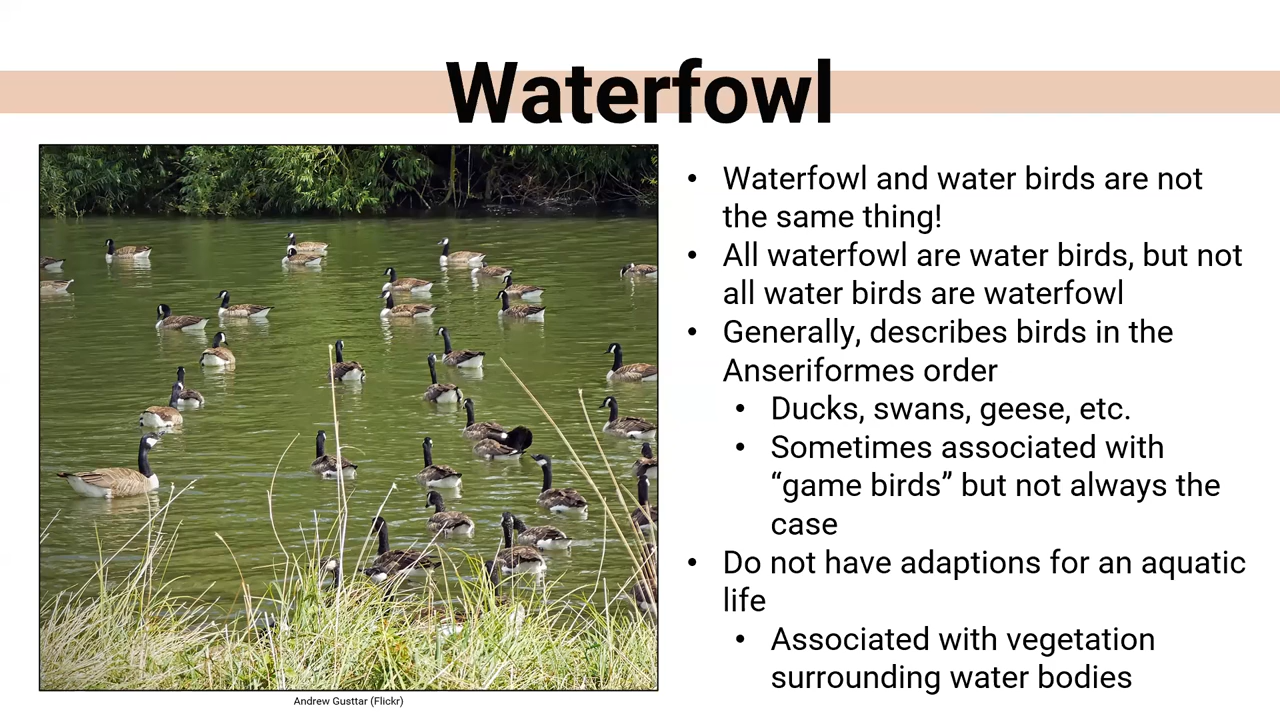 Waterfowl
• Waterfowl and water birds are not
the same thing!
• All waterfowl are water birds, but not
all water birds are waterfowl
• Generally, describes birds in the
Anseriformes order
• Ducks, swans, geese, etc.
• Sometimes associated with
“game birds” but not always the
case
• Do not have adaptions for an aquatic
life
• Associated with vegetation
surrounding water bodies
Andrew Gusttar (Flickr)